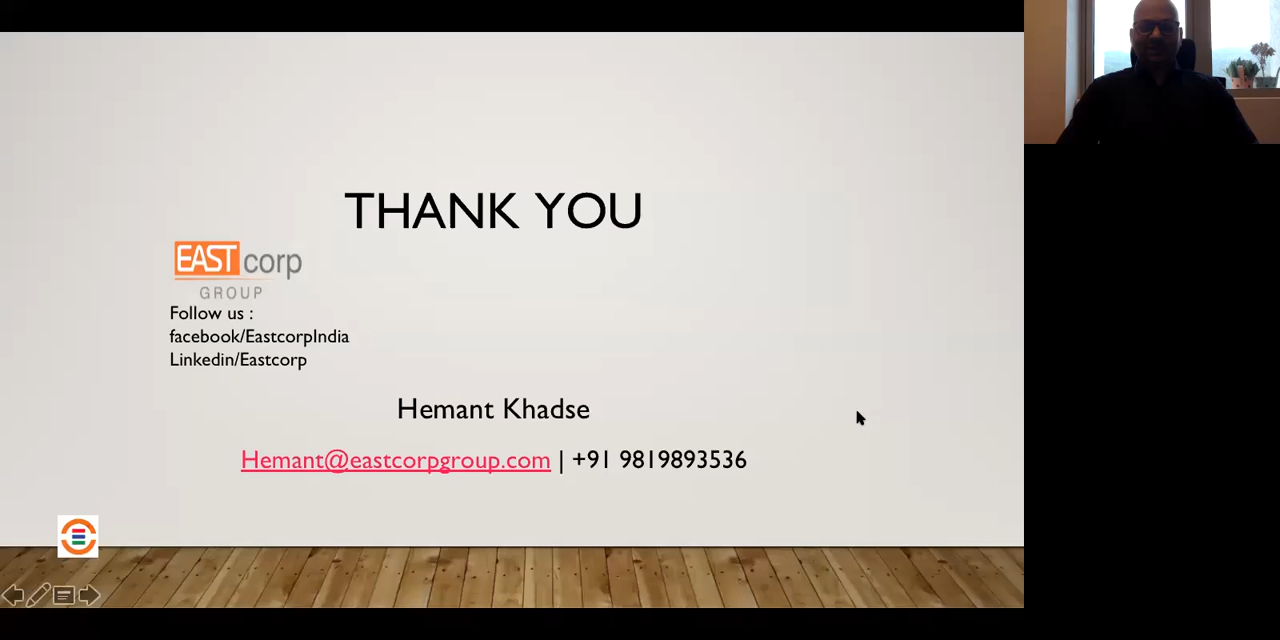 THANK YOU
EAST corp
GROUP
Follow us :
facebook/EastcorpIndia
Linkedin/Eastcorp
Hemant Khadse
Hemant@eastcorpgroup.com | +91 9819893536